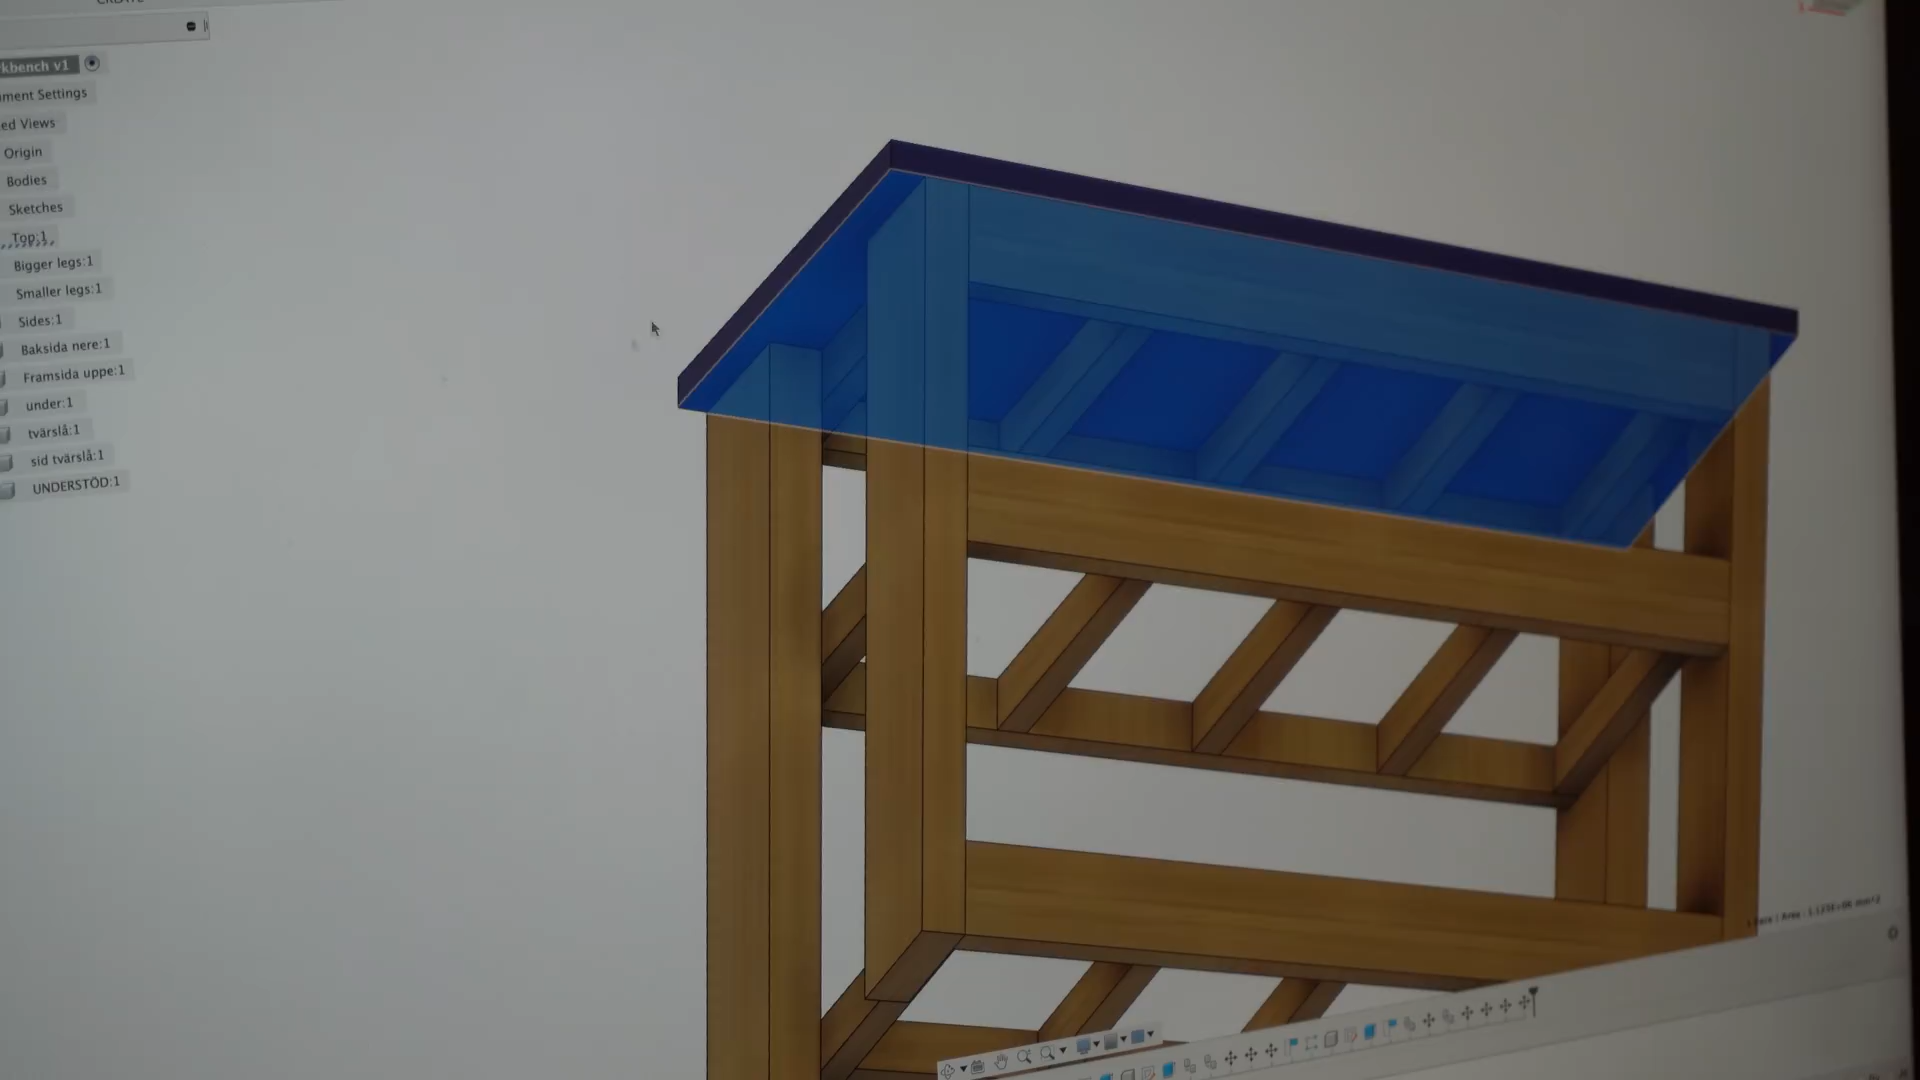 CREATE
kbench v1
ment Settings
ed Views
Origin
Bodies
Sketches
Top:1
Bigger legs:1
Smaller legs:1
Sides:1
Baksida nere:1
Framsida uppe:1
under:1
tvärslå:1
sid tvärslå:1
UNDERSTÖD:1